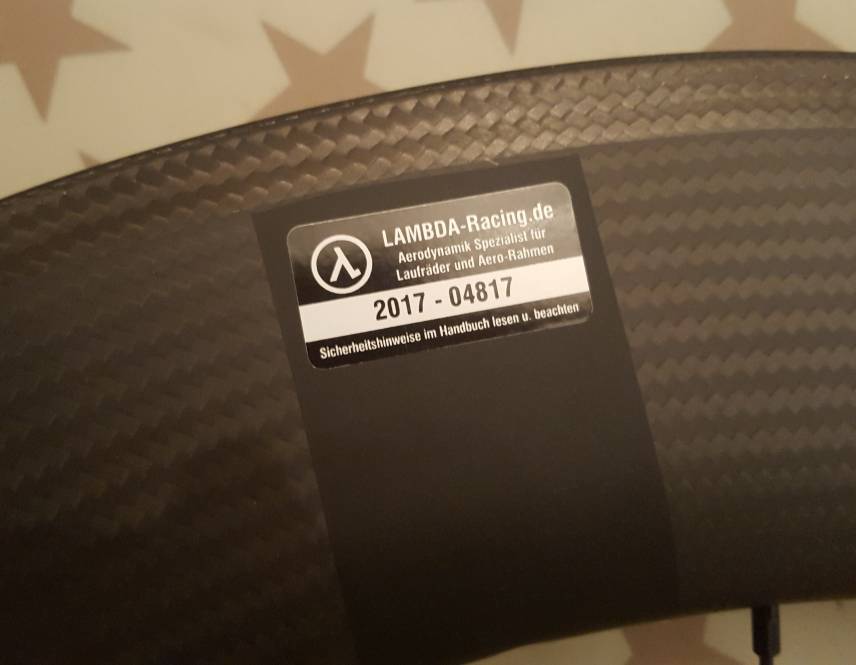 LAMBDA-Racing.de
Aerodynamik Spezialist für
Laufräder und Aero-Rahmen
2017 - 04817
Sicherheitshinweise im Handbuch lesen u. beachten